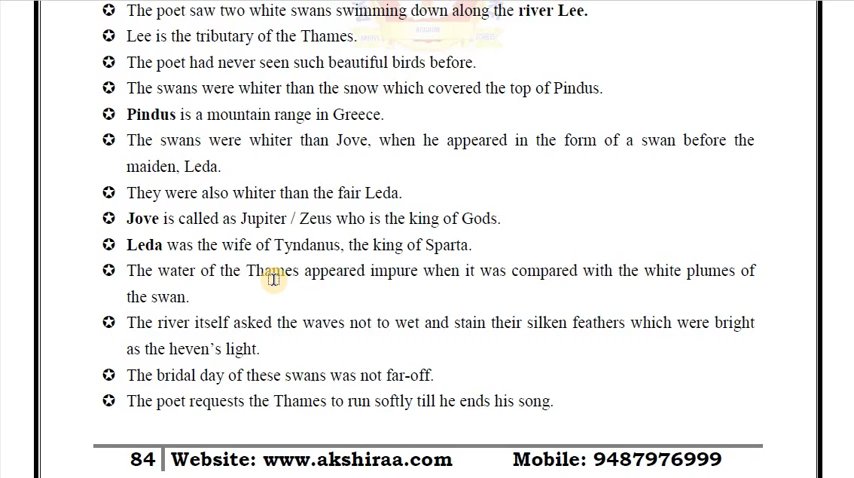 ✪ The poet saw two white swans swimming down along the river Lee.
✪ Lee is the tributary of the Thames.
✪ The poet had never seen such beautiful birds before.
✪ The swans were whiter than the snow which covered the top of Pindus.
✪ Pindus is a mountain range in Greece.
✪ The swans were whiter than Jove, when he appeared in the form of a swan before the
maiden, Leda.
✪ They were also whiter than the fair Leda.
✪ Jove is called as Jupiter / Zeus who is the king of Gods.
✪ Leda was the wife of Tyndanus, the king of Sparta.
✪ The water of the Thames appeared impure when it was compared with the white plumes of
the swan.
✪ The river itself asked the waves not to wet and stain their silken feathers which were bright
as the heven's light.
✪ The bridal day of these swans was not far-off.
✪ The poet requests the Thames to run softly till he ends his song.
84 Website: www.akshiraa.com Mobile: 9487976999